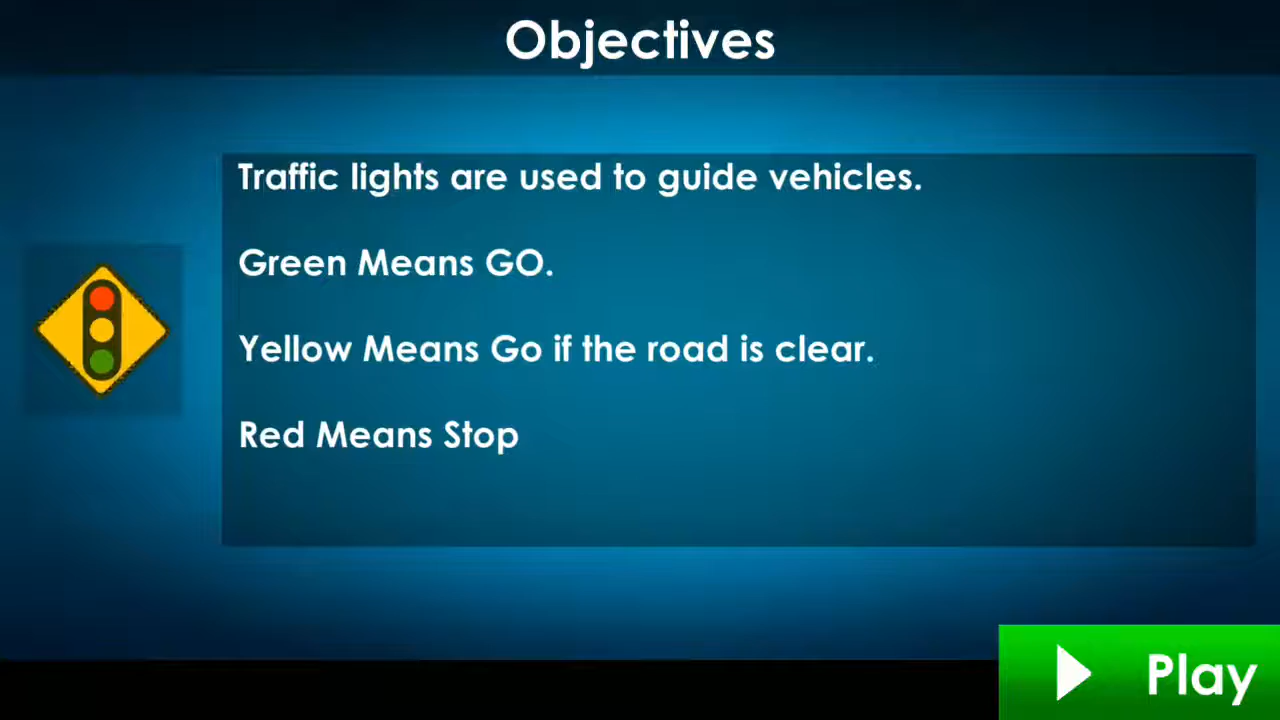 Objectives
Traffic lights are used to guide vehicles.
Green Means GO.
Yellow Means Go if the road is clear.
Red Means Stop
Play